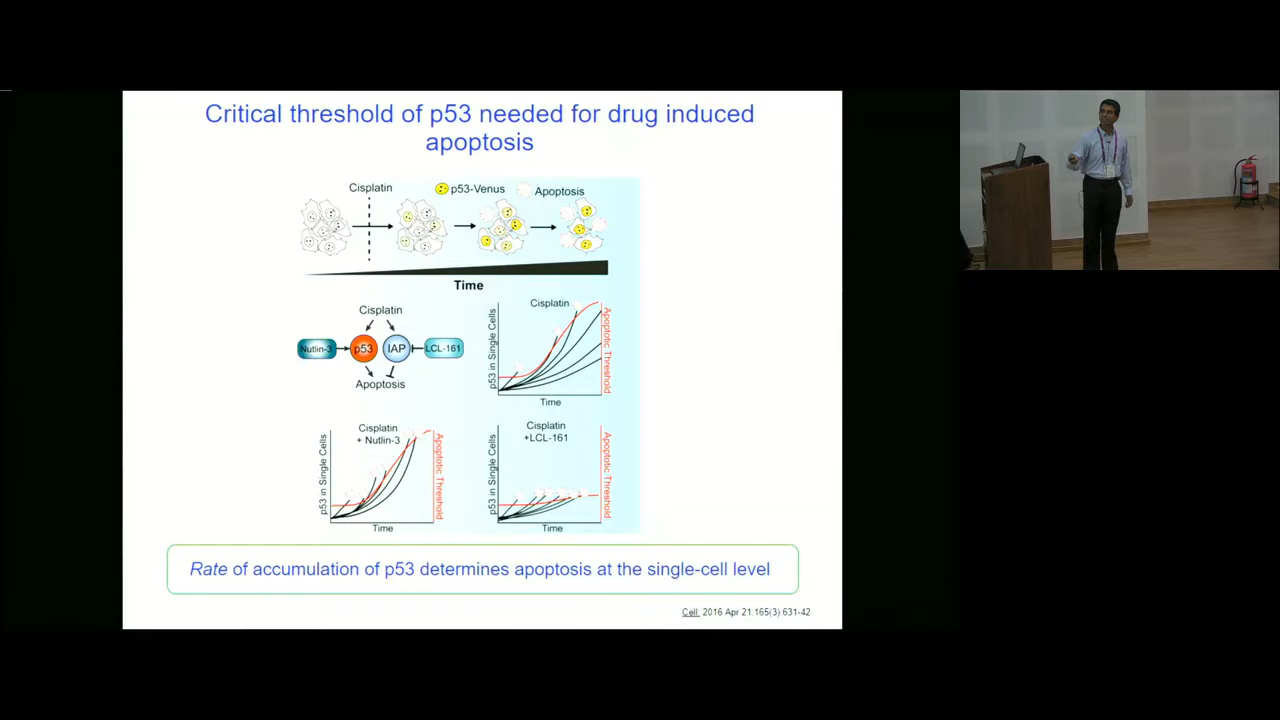 Critical threshold of p53 needed for drug induced
apoptosis
Cisplatin
p53-Venus
Apoptosis
Time
Cisplatin
Nutlin-3
p53
IAP
LCL-161
Apoptosis
Cisplatin
p53 in Single Cells
Apoptotic Threshold
Time
Cisplatin
+ Nutlin-3
p53 in Single Cells
Apoptotic Threshold
Time
Cisplatin
+LCL-161
p53 in Single Cells
Apoptotic Threshold
Time
Rate of accumulation of p53 determines apoptosis at the single-cell level
Cell. 2016 Apr 21;165(3):631-42